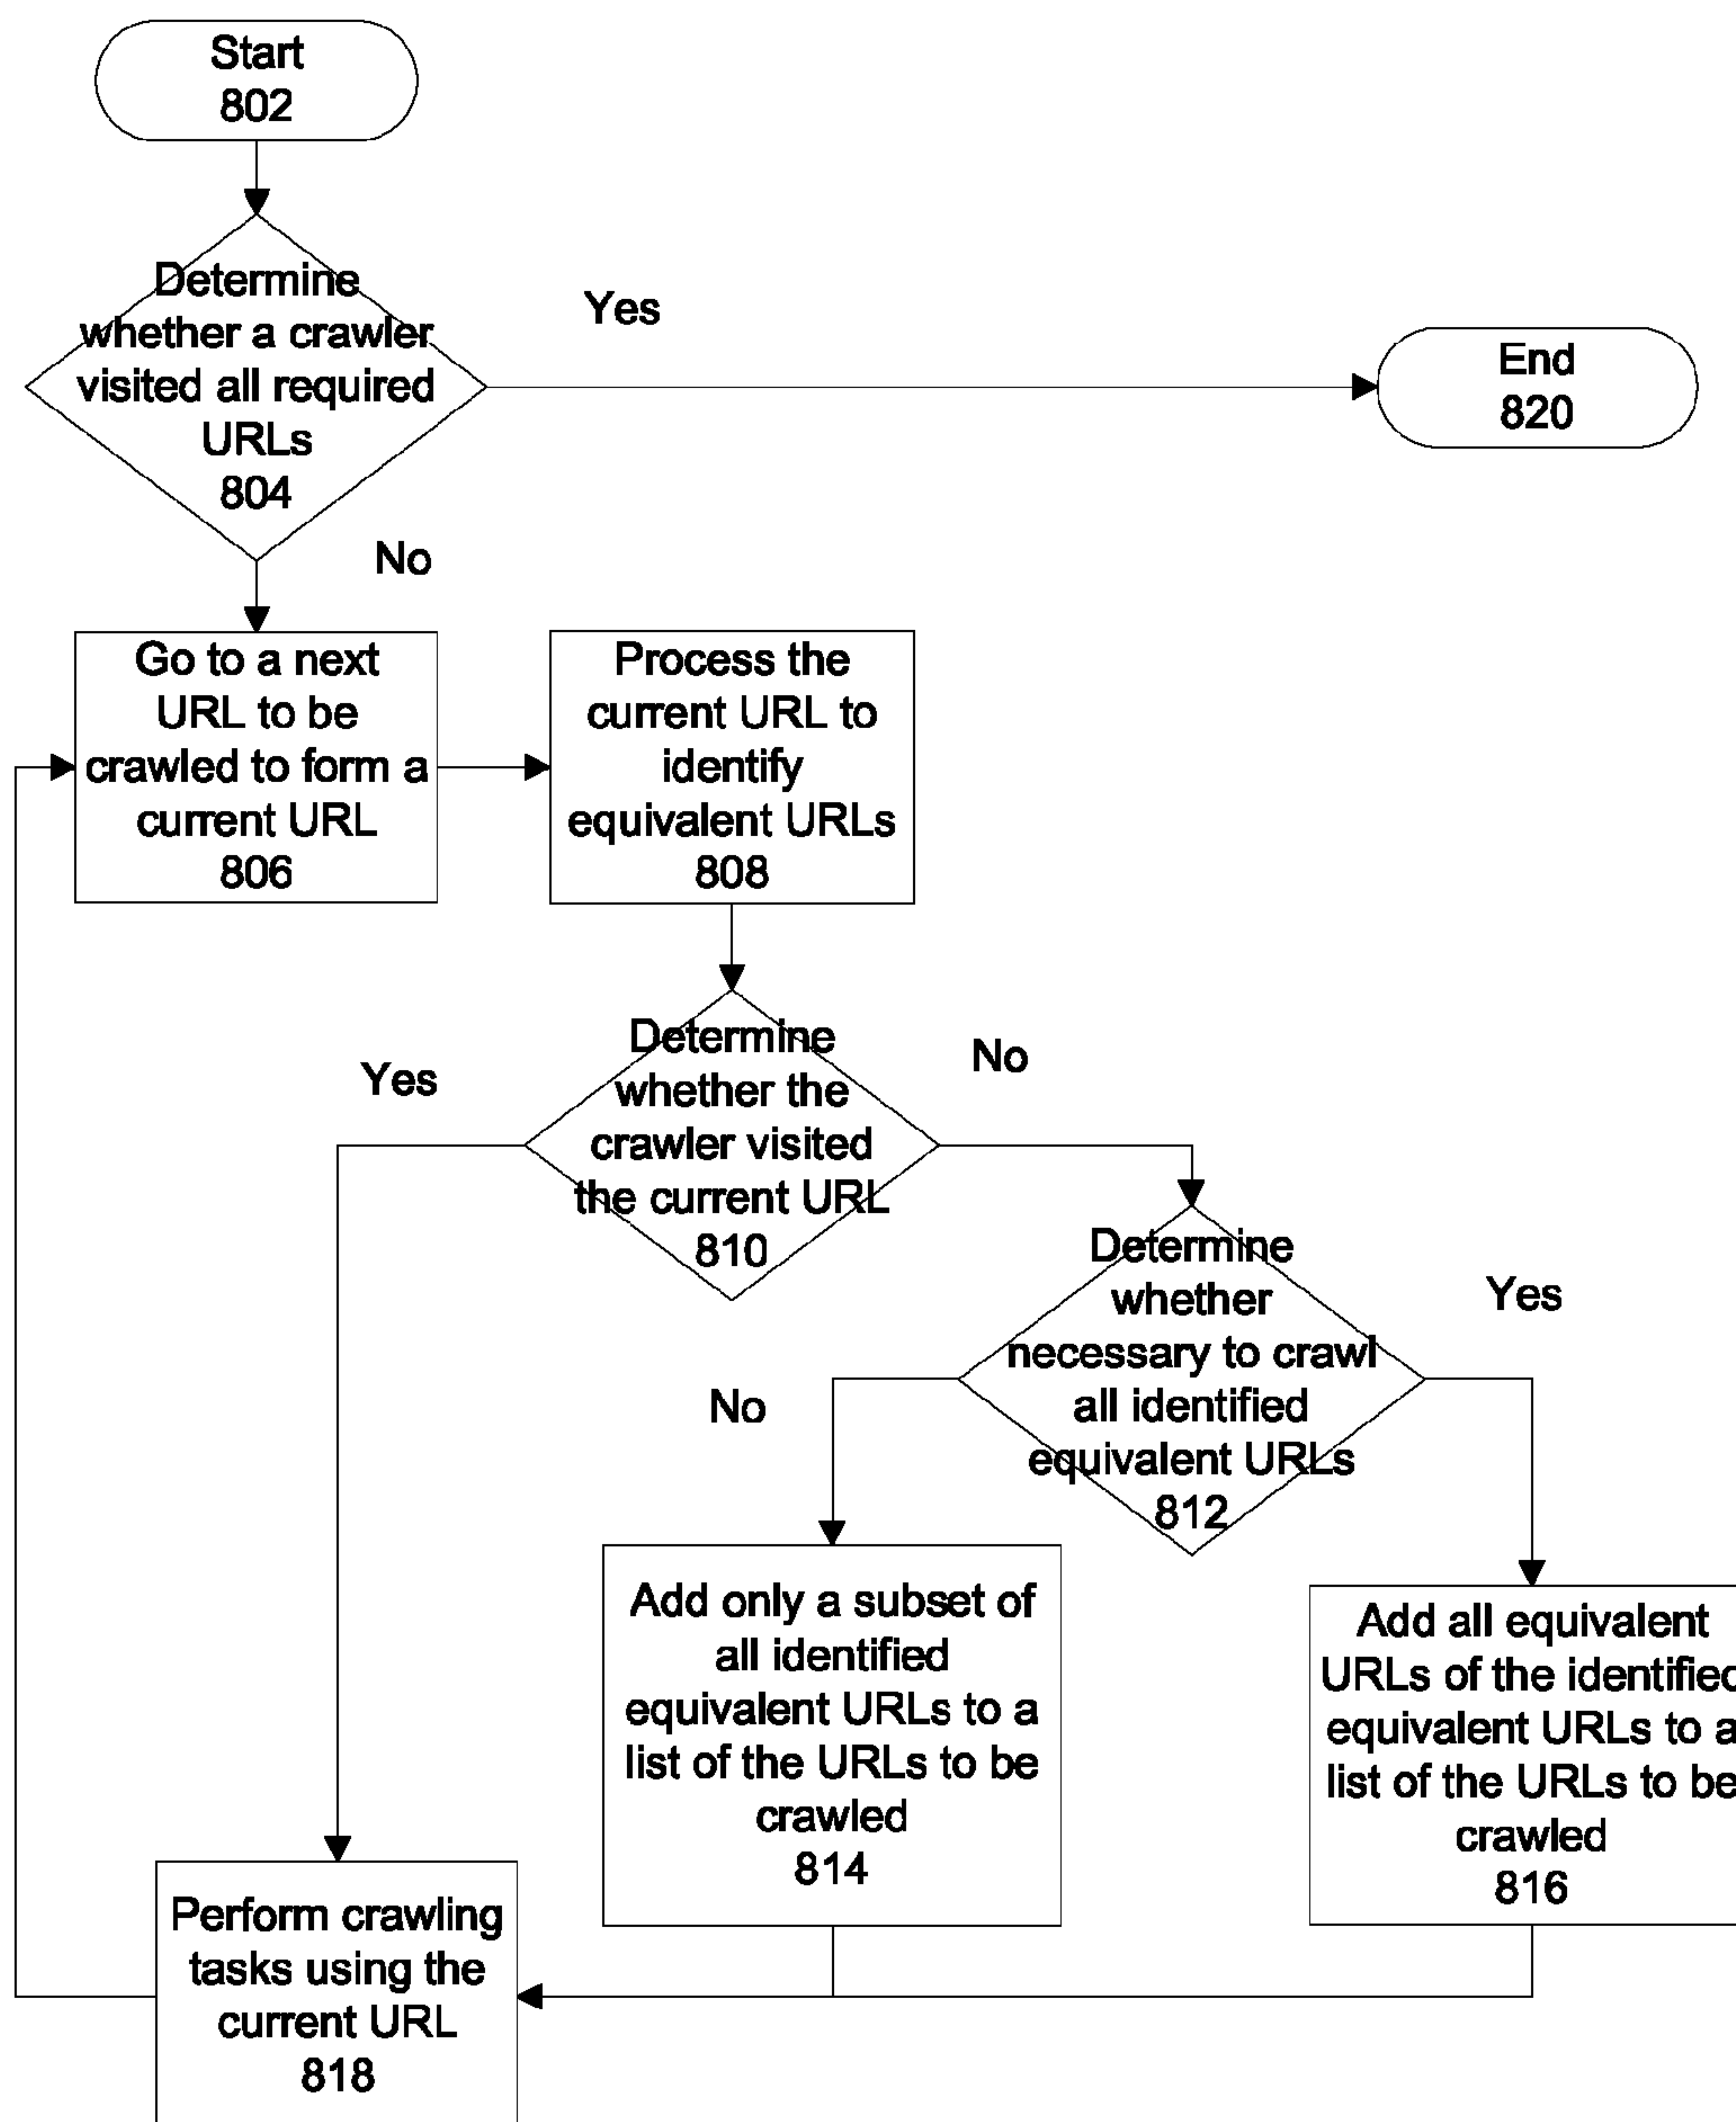 Start
802
Determine
whether a crawler
visited all required
URLs
804
Yes
End
820
No
Go to a next
URL to be
crawled to form a
current URL
806
Process the
current URL to
identify
equivalent URLs
808
Yes
Determine
whether the
crawler visited
the current URL
810
No
Determine
whether
necessary to crawl
all identified
equivalent URLs
812
Yes
No
Add only a subset of
all identified
equivalent URLs to a
list of the URLs to be
crawled
814
Add all equivalent
URLs of the identified
equivalent URLs to a
list of the URLs to be
crawled
816
Perform crawling
tasks using the
current URL
818